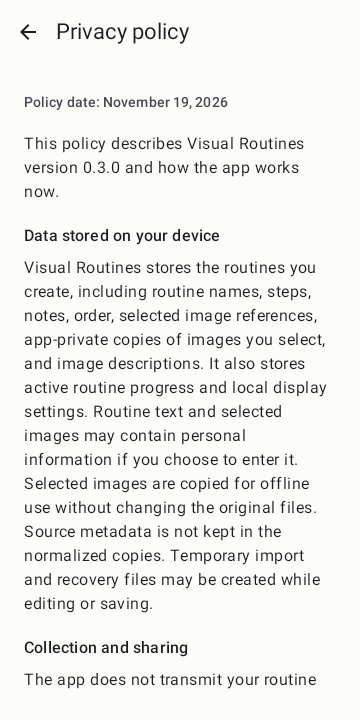 Privacy policy
Policy date: November 19, 2026
This policy describes Visual Routines
version 0.3.0 and how the app works
now.
Data stored on your device
Visual Routines stores the routines you
create, including routine names, steps,
notes, order, selected image references,
app-private copies of images you select,
and image descriptions. It also stores
active routine progress and local display
settings. Routine text and selected
images may contain personal
information if you choose to enter it.
Selected images are copied for offline
use without changing the original files.
Source metadata is not kept in the
normalized copies. Temporary import
and recovery files may be created while
editing or saving.
Collection and sharing
The app does not transmit your routine